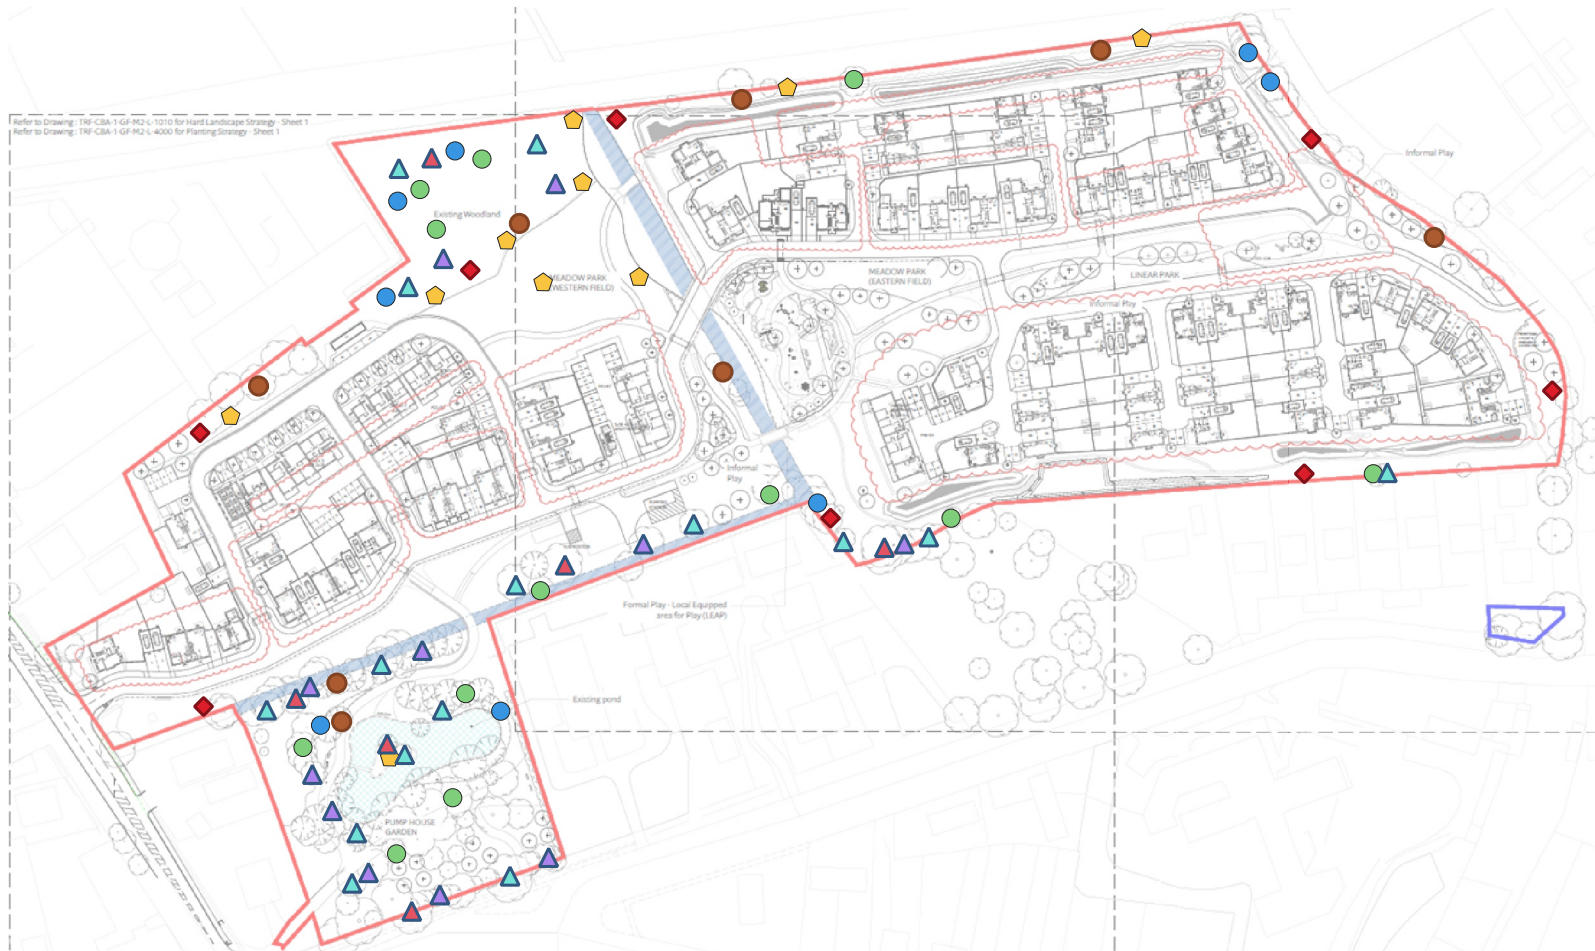 Refer to Drawing : TRF-CBA-1-GF-M2-L-1010 for Hard Landscape Strategy - Sheet 1
Refer to Drawing : TRF-CBA-1-GF-M2-L-4000 for Planting Strategy - Sheet 1
Informal Play
Existing Woodland
MEADOW PARK
(WESTERN FIELD)
MEADOW PARK
(EASTERN FIELD)
LINEAR PARK
Informal Play
Informal
Play
Formal Play - Local Equipped
area for Play (LEAP)
Existing pond
PUMP HOUSE
GARDEN